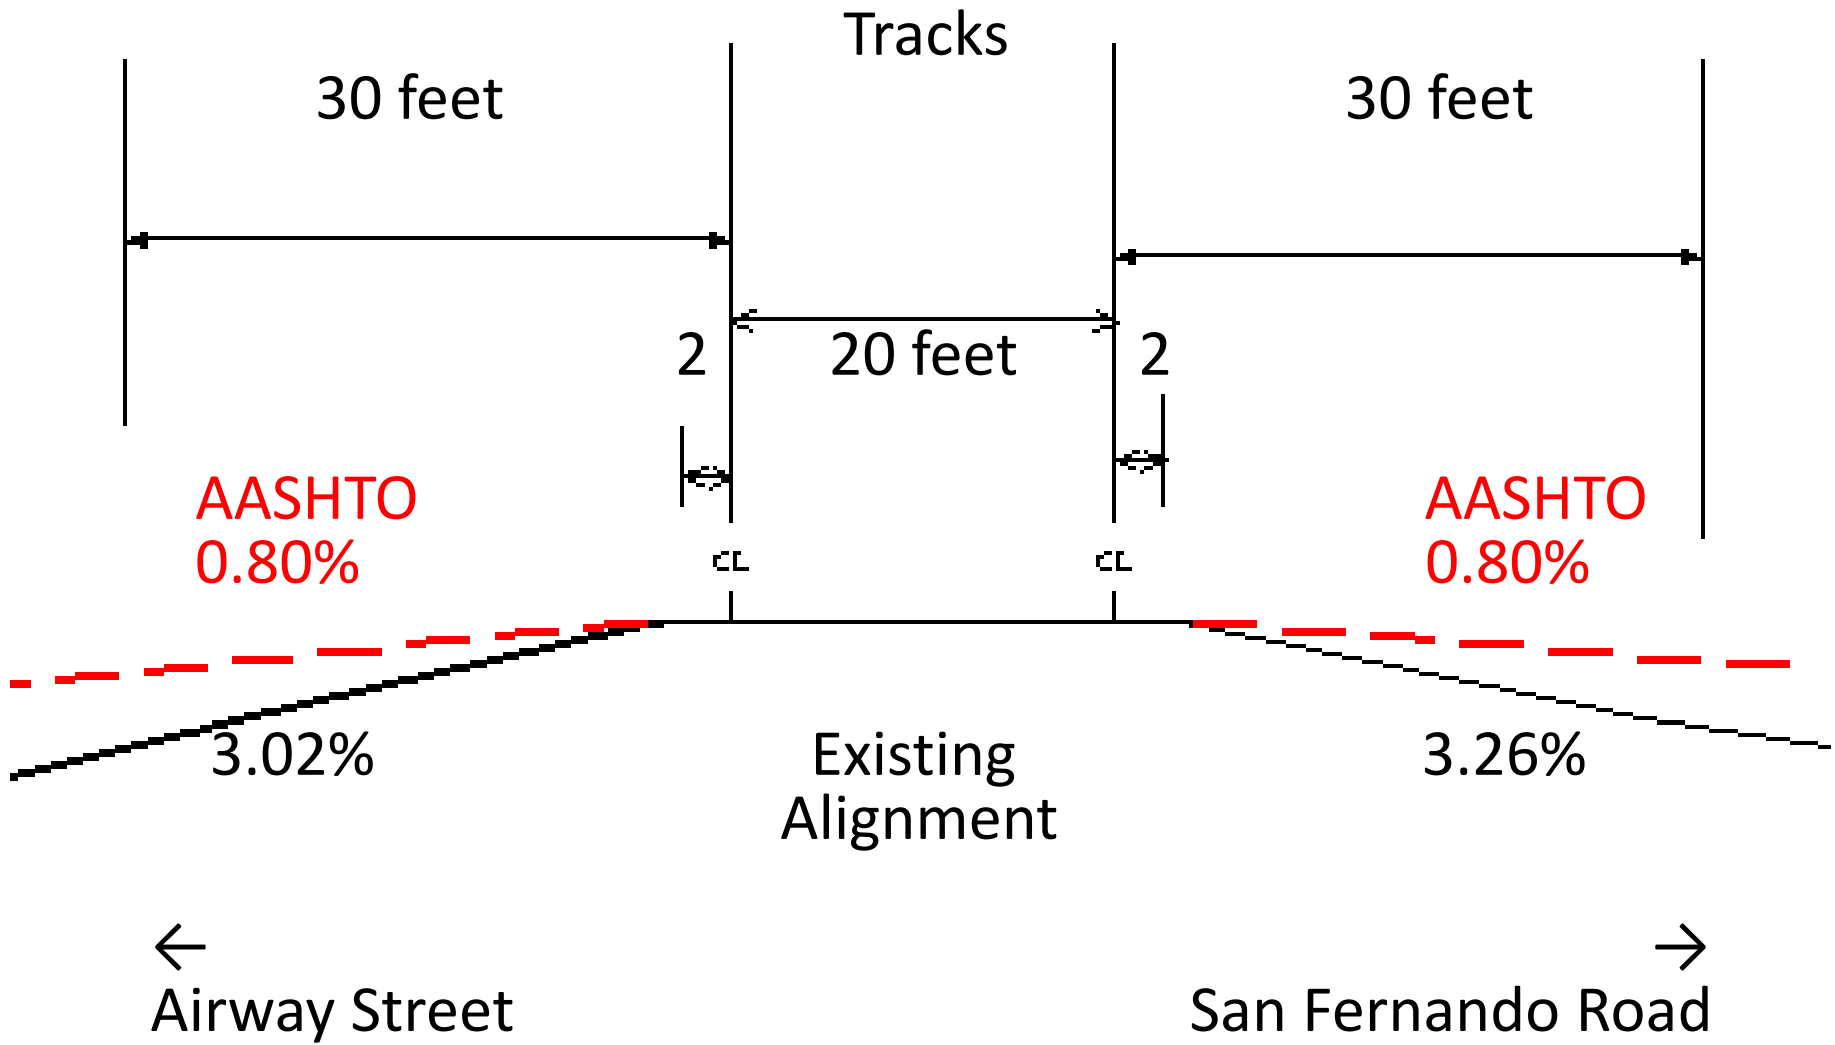 Tracks
30 feet
30 feet
2
20 feet
2
AASHTO
0.80%
AASHTO
0.80%
CL
CL
3.02%
Existing
Alignment
3.26%
←
→
Airway Street
San Fernando Road